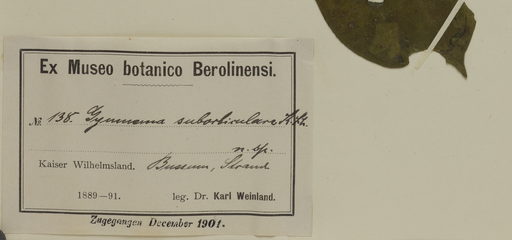 Ex Museo botanico Berolinensi.
№ 138. Gymnema suborbiculare K. Sch.
n. sp.
Kaiser Wilhelmsland. Bussum, Strand
1889—91. leg. Dr. Karl Weinland.
Zugegangen December 1901.